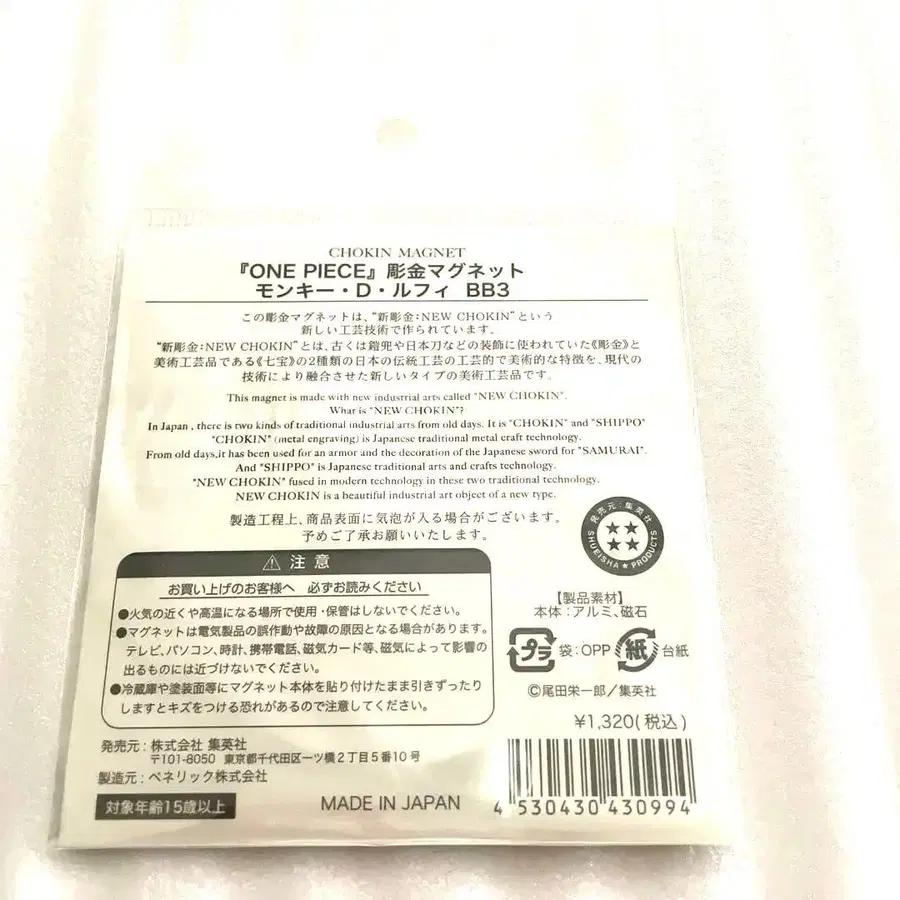 CHOKIN MAGNET
『ONE PIECE』彫金マグネット
モンキー・D・ルフィ BB3
この彫金マグネットは、“新彫金:NEW CHOKIN”という
新しい工芸技術で作られています。
“新彫金:NEW CHOKIN”とは、古くは鎧兜や日本刀などの装飾に使われていた《彫金》と
美術工芸品である《七宝》の2種類の日本の伝統工芸の工芸的で美術的な特徴を、現代の
技術により融合させた新しいタイプの美術工芸品です。
This magnet is made with new industrial arts called "NEW CHOKIN".
What is "NEW CHOKIN"?
In Japan , there is two kinds of traditional industrial arts from old days. It is "CHOKIN" and "SHIPPO"
"CHOKIN" (metal engraving) is Japanese traditional metal craft technology.
From old days,it has been used for an armor and the decoration of the Japanese sword for "SAMURAI".
And "SHIPPO" is Japanese traditional arts and crafts technology.
"NEW CHOKIN" fused in modern technology in these two traditional technology.
NEW CHOKIN is a beautiful industrial art object of a new type.
製造工程上、商品表面に気泡が入る場合がございます。
予めご了承お願いいたします。
発売元:集英社
SHUEISHA★PRODUCTS
⚠ 注意
お買い上げのお客様へ 必ずお読みください
●火気の近くや高温になる場所で使用・保管はしないでください。
●マグネットは電気製品の誤作動や故障の原因となる場合があります。
テレビ、パソコン、時計、携帯電話、磁気カード等、磁気によって影響の
出るものには近づけないでください。
●冷蔵庫や塗装面等にマグネット本体を貼り付けたまま引きずったり
しますとキズをつける恐れがあるので注意してください。
【製品素材】
本体:アルミ、磁石
プラ 袋:OPP 紙 台紙
©尾田栄一郎/集英社
¥1,320(税込)
発売元:株式会社 集英社
〒101-8050 東京都千代田区一ツ橋2丁目5番10号
製造元:ベネリック株式会社
対象年齢15歳以上
MADE IN JAPAN
4 530430 430994